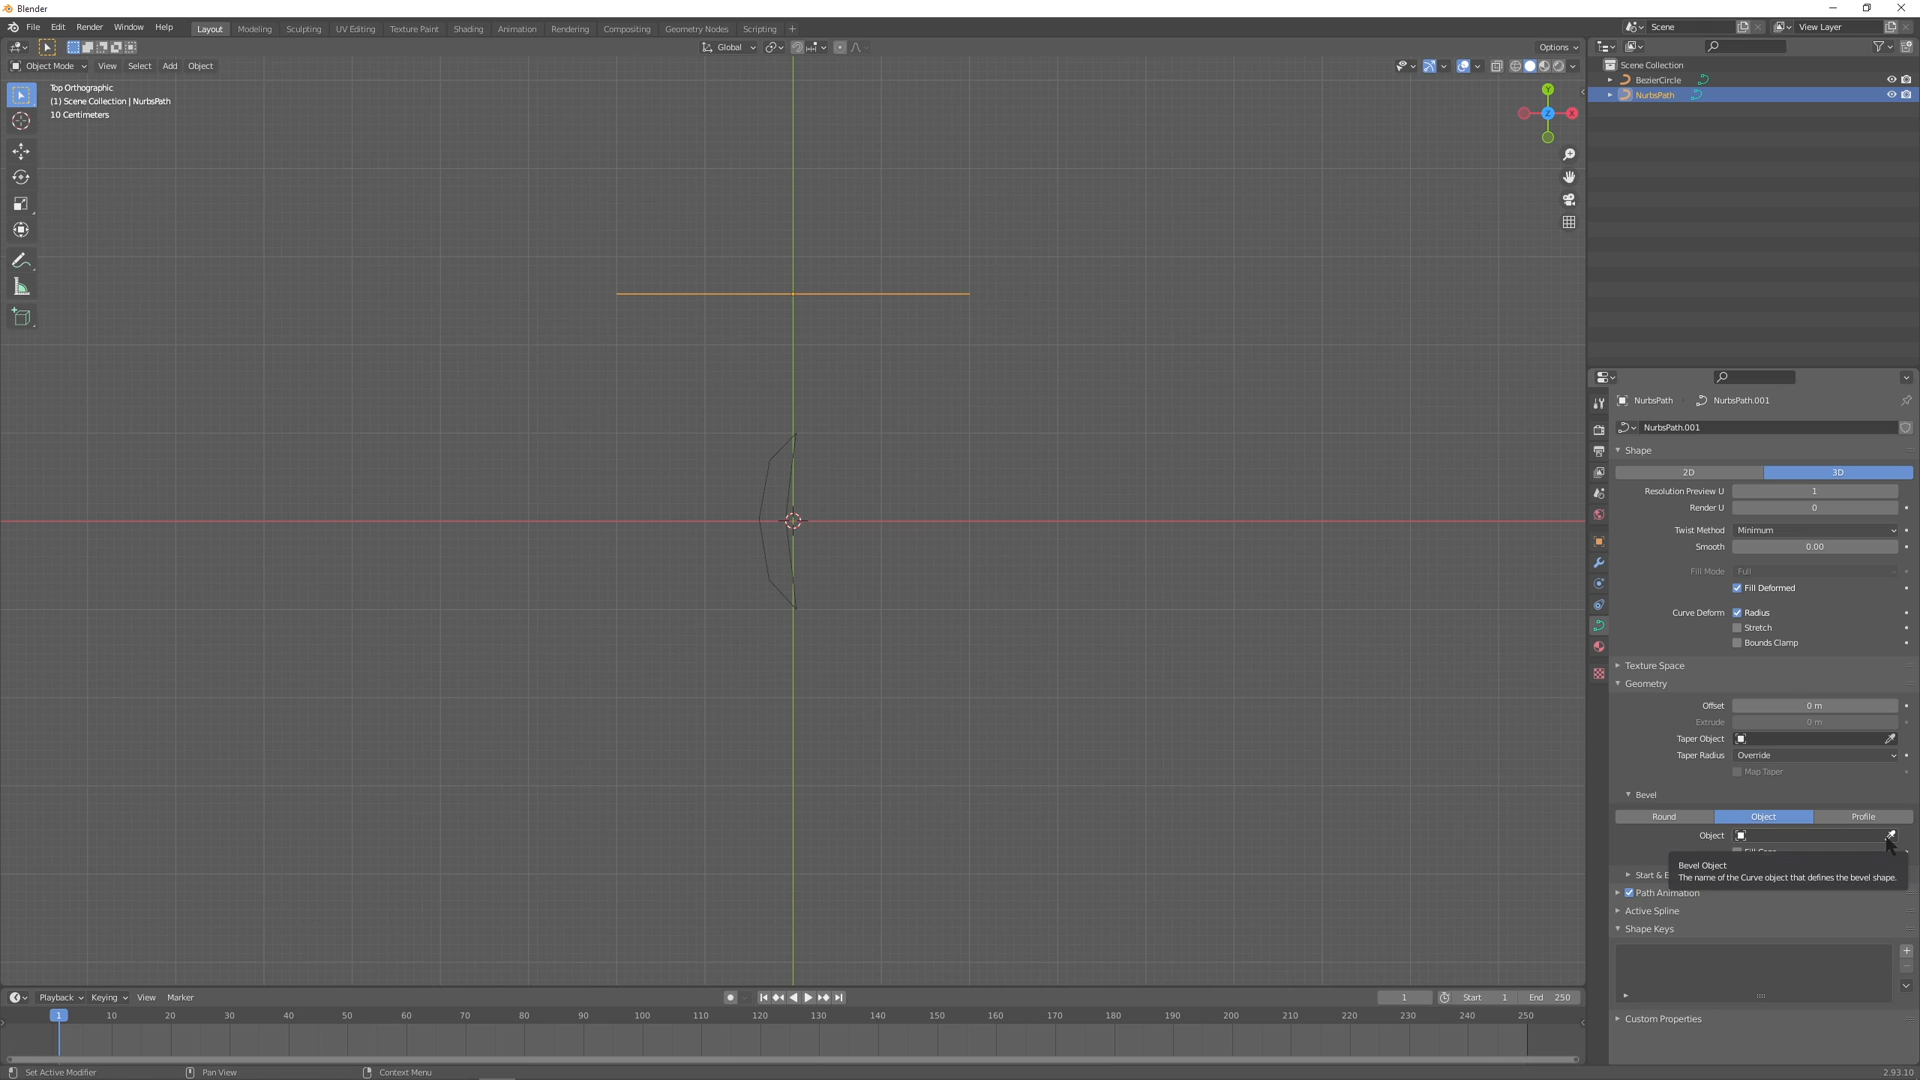 Blender
File Edit Render Window Help Layout Modeling Sculpting UV Editing Texture Paint Shading Animation Rendering Compositing Geometry Nodes Scripting + Scene View Layer
Global Options
Object Mode View Select Add Object
Top Orthographic
(1) Scene Collection | NurbsPath
10 Centimeters
Y
Z X
Scene Collection
BezierCircle
NurbsPath
NurbsPath NurbsPath.001
NurbsPath.001
Shape
2D 3D
Resolution Preview U 1
Render U 0
Twist Method Minimum
Smooth 0.00
Fill Mode Full
Fill Deformed
Curve Deform Radius
Stretch
Bounds Clamp
Texture Space
Geometry
Offset 0 m
Extrude 0 m
Taper Object
Taper Radius Override
Map Taper
Bevel
Round Object Profile
Object
Bevel Object
The name of the Curve object that defines the bevel shape.
Start & E
Path Animation
Active Spline
Shape Keys
Custom Properties
Playback Keying View Marker 1 Start 1 End 250
1 10 20 30 40 50 60 70 80 90 100 110 120 130 140 150 160 170 180 190 200 210 220 230 240 250
Set Active Modifier Pan View Context Menu 2.93.10